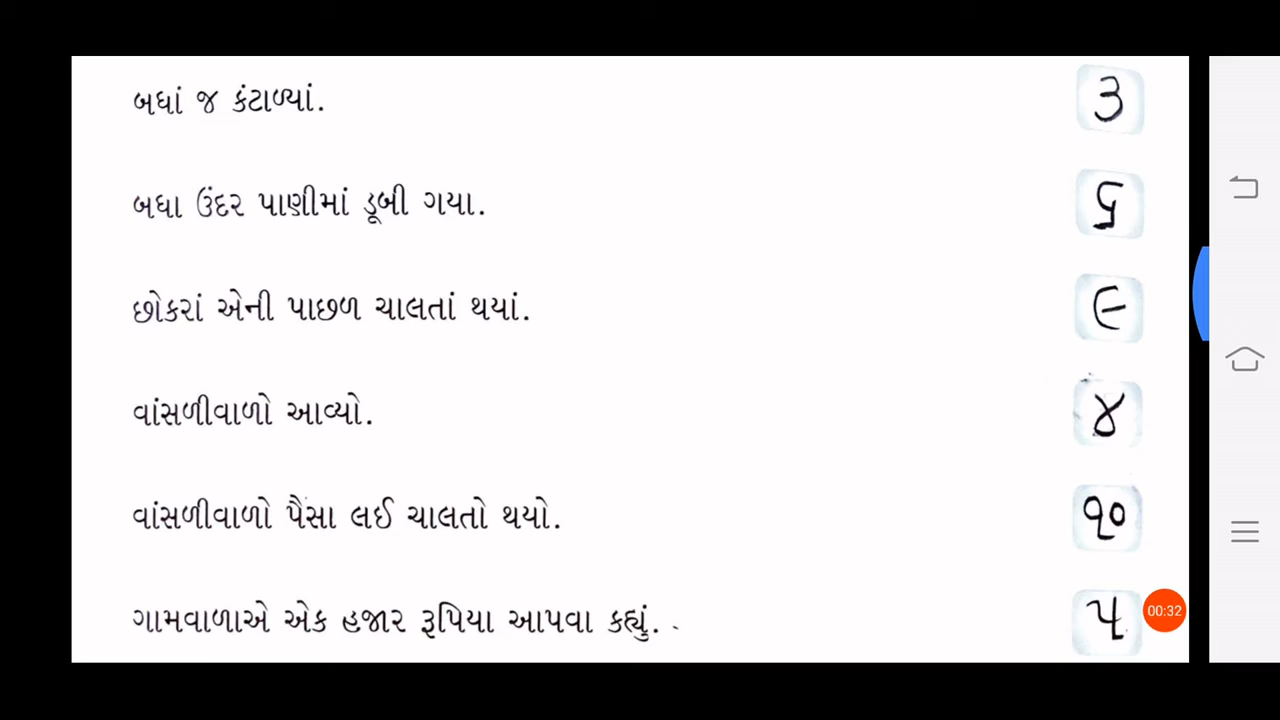 બધાં જ કંટાળ્યાં. ૩
બધા ઉંદર પાણીમાં ડૂબી ગયા. ૬
છોકરાં એની પાછળ ચાલતાં થયાં. ૯
વાંસળીવાળો આવ્યો. ૪
વાંસળીવાળો પૈસા લઈ ચાલતો થયો. ૧૦
ગામવાળાએ એક હજાર રૂપિયા આપવા કહ્યું. ૫
00:32